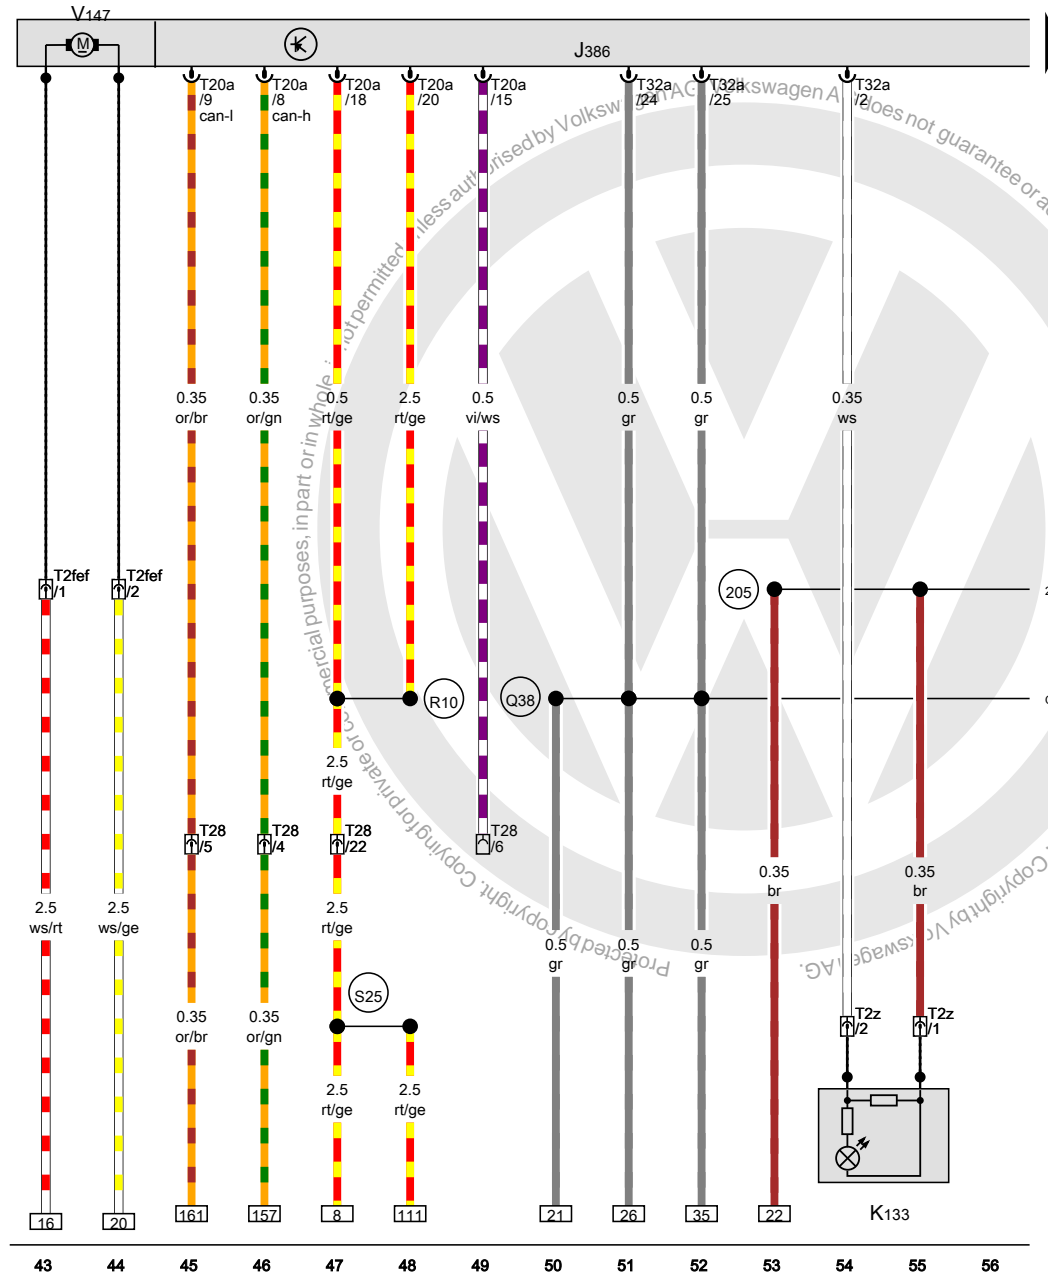 V147
M
J386
T20a
/9
can-l
T20a
/8
can-h
T20a
/18
T20a
/20
T20a
/15
T32a
/24
T32a
/25
T32a
/2
0.35
or/br
0.35
or/gn
0.5
rt/ge
2.5
rt/ge
0.5
vi/ws
0.5
gr
0.5
gr
0.35
ws
T2fef
/1
T2fef
/2
205
R10
Q38
2.5
rt/ge
T28
/5
T28
/4
T28
/22
T28
/6
0.35
br
0.35
br
2.5
ws/rt
2.5
ws/ge
2.5
rt/ge
0.5
gr
0.5
gr
0.5
gr
S25
0.35
or/br
0.35
or/gn
T2z
/2
T2z
/1
2.5
rt/ge
2.5
rt/ge
16
20
161
157
8
111
21
26
35
22
K133
43 44 45 46 47 48 49 50 51 52 53 54 55 56
Protected by copyright. Copying for private or commercial purposes, in part or in whole, is not permitted unless authorised by Volkswagen AG. Volkswagen AG does not guarantee or
Copyright by Volkswagen AG.